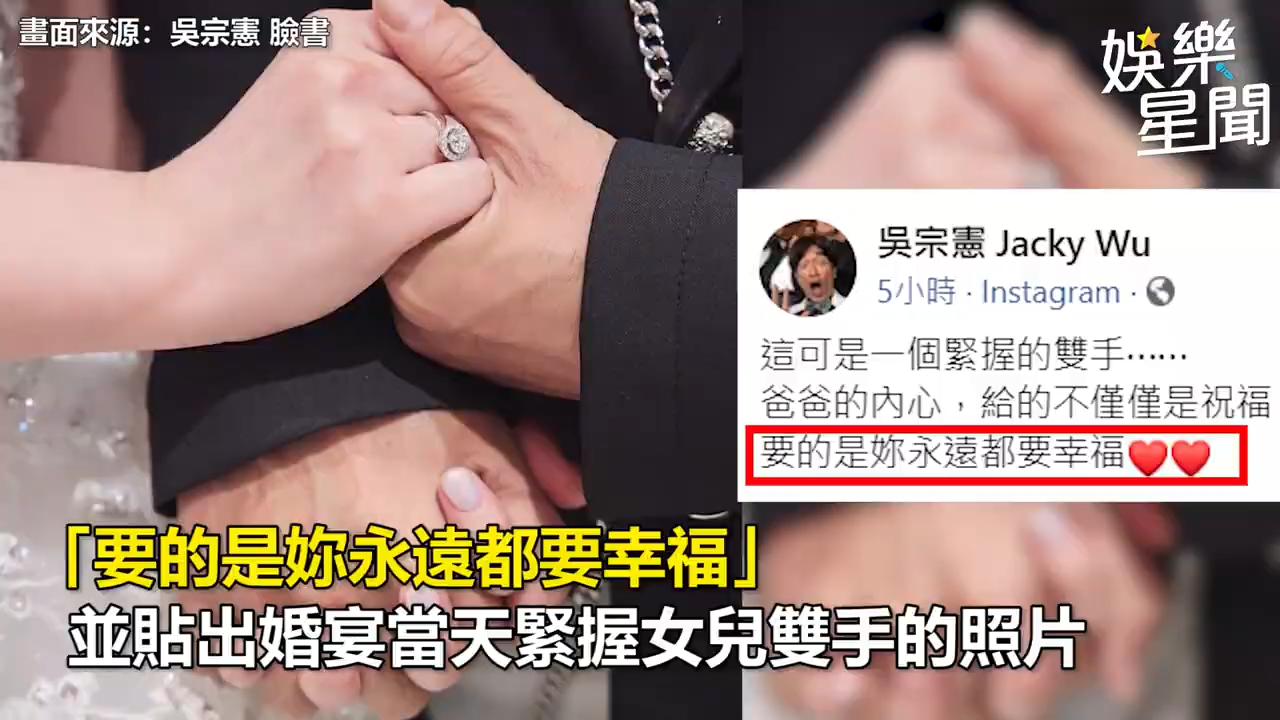 畫面來源：吳宗憲 臉書
娛樂
星聞
吳宗憲 Jacky Wu
5小時 · Instagram ·
這可是一個緊握的雙手⋯⋯
爸爸的內心，給的不僅僅是祝福
要的是妳永遠都要幸福❤️❤️
「要的是妳永遠都要幸福」
並貼出婚宴當天緊握女兒雙手的照片